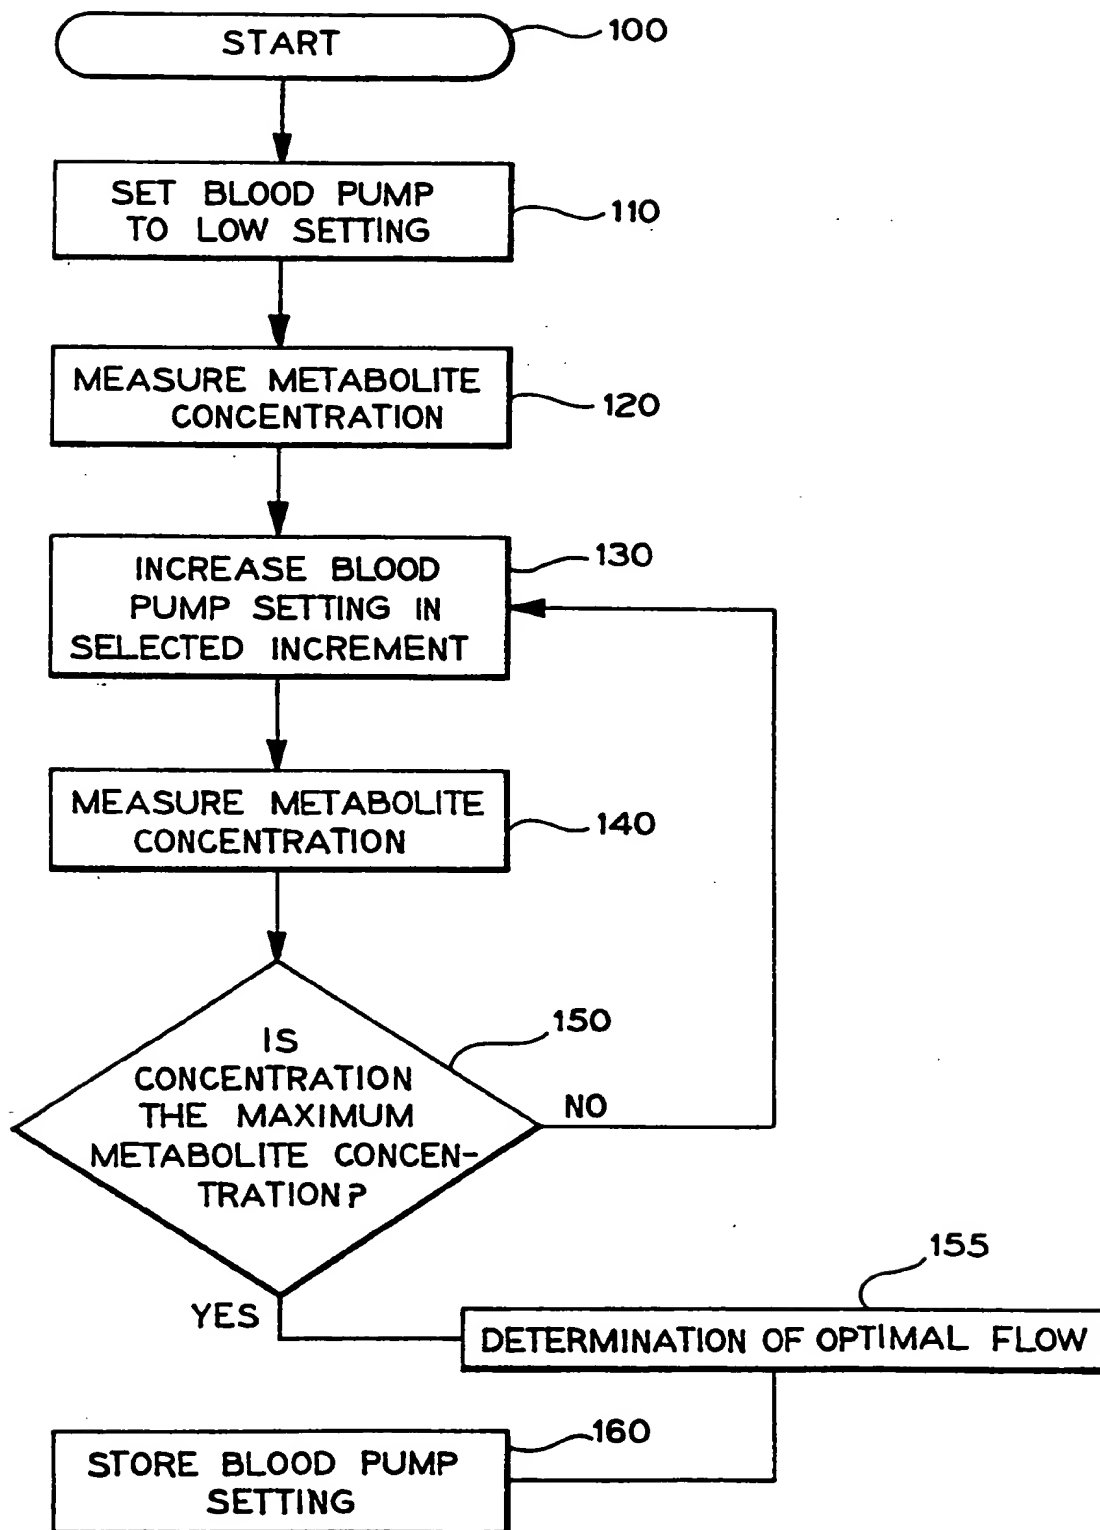 START
100
SET BLOOD PUMP
TO LOW SETTING
110
MEASURE METABOLITE
CONCENTRATION
120
INCREASE BLOOD
PUMP SETTING IN
SELECTED INCREMENT
130
MEASURE METABOLITE
CONCENTRATION
140
IS
CONCENTRATION
THE MAXIMUM
METABOLITE CONCEN-
TRATION?
150
NO
YES
155
DETERMINATION OF OPTIMAL FLOW
160
STORE BLOOD PUMP
SETTING